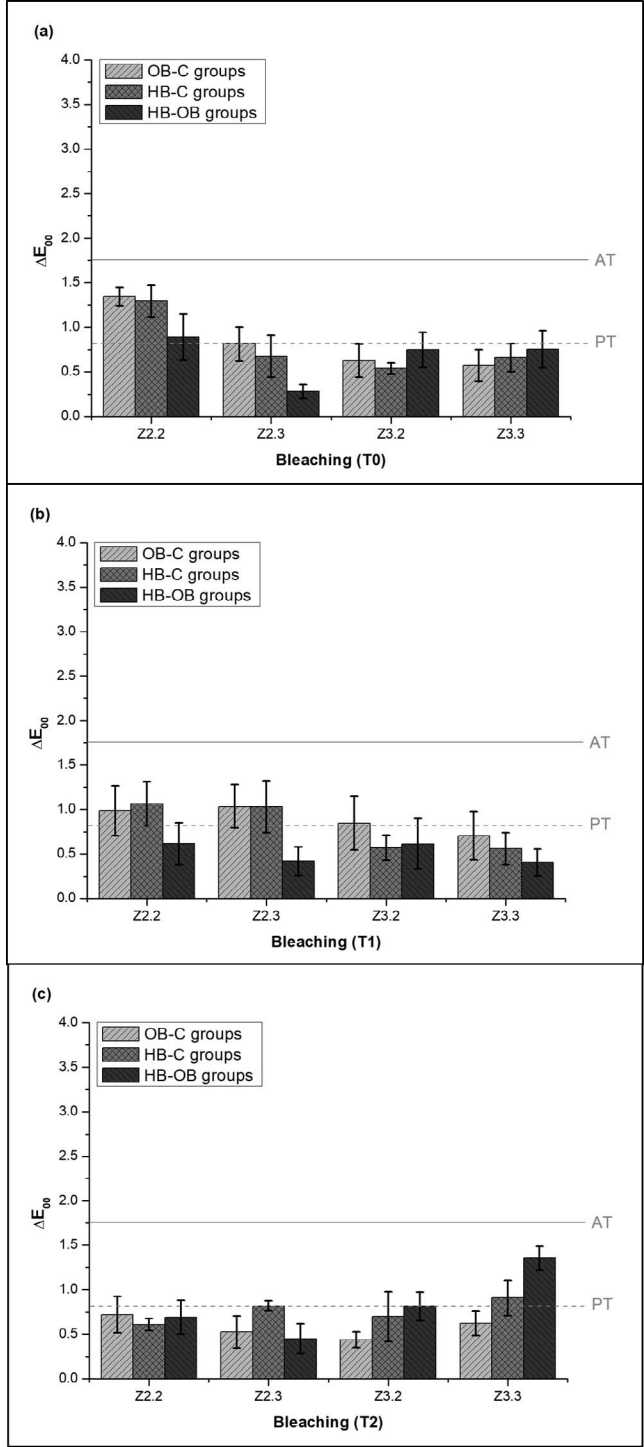 (a)
4.0
3.5
3.0
2.5
2.0
1.5
1.0
0.5
0.0
ΔE₀₀
OB-C groups
HB-C groups
HB-OB groups
AT
PT
Z2.2 Z2.3 Z3.2 Z3.3
Bleaching (T0)
(b)
4.0
3.5
3.0
2.5
2.0
1.5
1.0
0.5
0.0
ΔE₀₀
OB-C groups
HB-C groups
HB-OB groups
AT
PT
Z2.2 Z2.3 Z3.2 Z3.3
Bleaching (T1)
(c)
4.0
3.5
3.0
2.5
2.0
1.5
1.0
0.5
0.0
ΔE₀₀
OB-C groups
HB-C groups
HB-OB groups
AT
PT
Z2.2 Z2.3 Z3.2 Z3.3
Bleaching (T2)